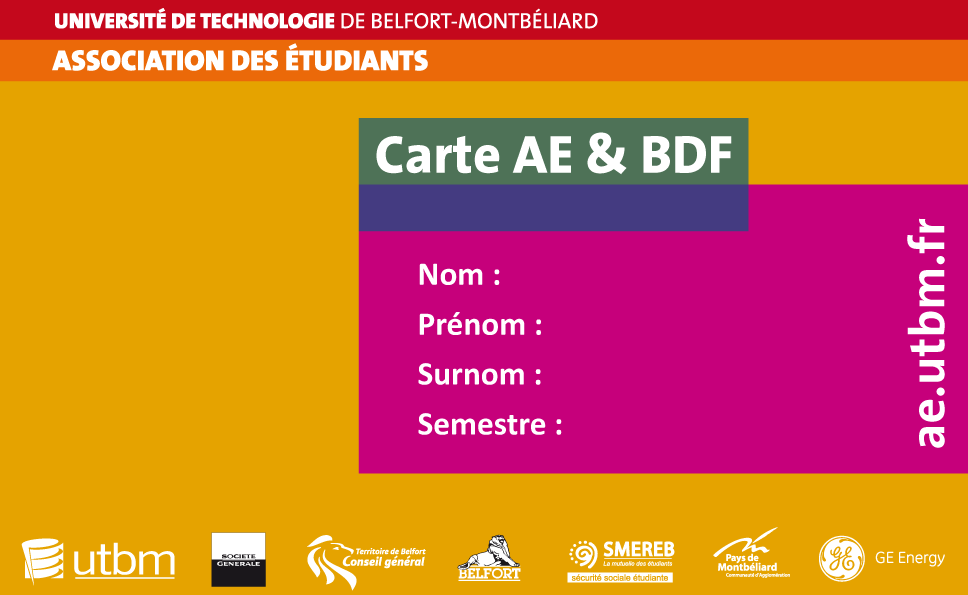 UNIVERSITÉ DE TECHNOLOGIE DE BELFORT-MONTBÉLIARD
ASSOCIATION DES ÉTUDIANTS
Carte AE & BDF
Nom :
Prénom :
Surnom :
Semestre :
ae.utbm.fr
utbm
SOCIETE
GENERALE
Territoire de Belfort
Conseil général
BELFORT
SMEREB
La mutuelle des étudiants
sécurité sociale étudiante
Pays de
Montbéliard
Communauté d'Agglomération
GE
GE Energy